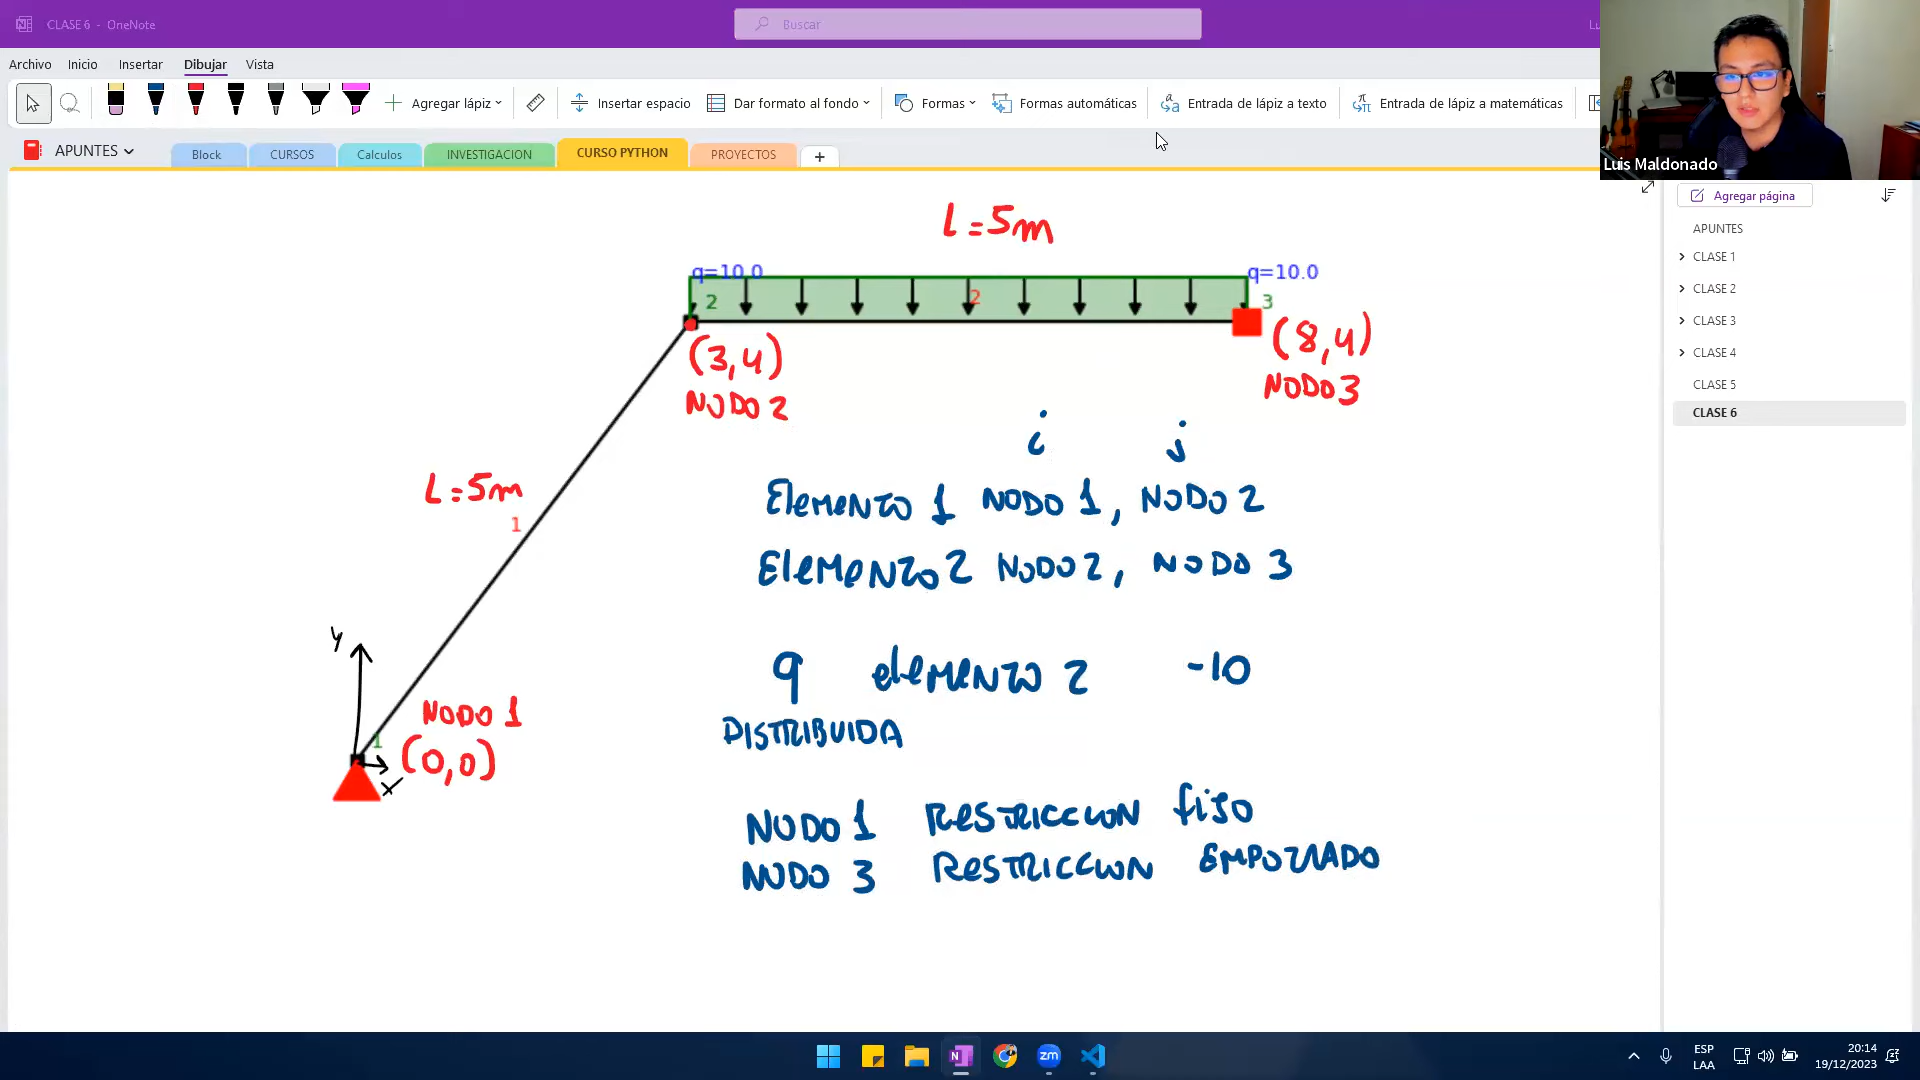 CLASE 6 - OneNote
Buscar
Lu
Archivo Inicio Insertar Dibujar Vista
Agregar lápiz
Insertar espacio
Dar formato al fondo
Formas
Formas automáticas
Entrada de lápiz a texto
Entrada de lápiz a matemáticas
Luis Maldonado
APUNTES
Block
CURSOS
Calculos
INVESTIGACION
CURSO PYTHON
PROYECTOS
Agregar página
APUNTES
CLASE 1
CLASE 2
CLASE 3
CLASE 4
CLASE 5
CLASE 6
L=5m
q=10.0 q=10.0
2 2 3
(3,4) (8,4)
NODO 2 NODO 3
i j
L=5m
1
Elemento 1 NODO 1, NODO 2
Elemento 2 NODO 2, NODO 3
y
q elemento 2 -10
DISTRIBUIDA
NODO 1
1
(0,0)
x
NODO 1 RESTRICCION fijo
NODO 3 RESTRICCION EMPOTRADO
zm
ESP
LAA
20:14
19/12/2023